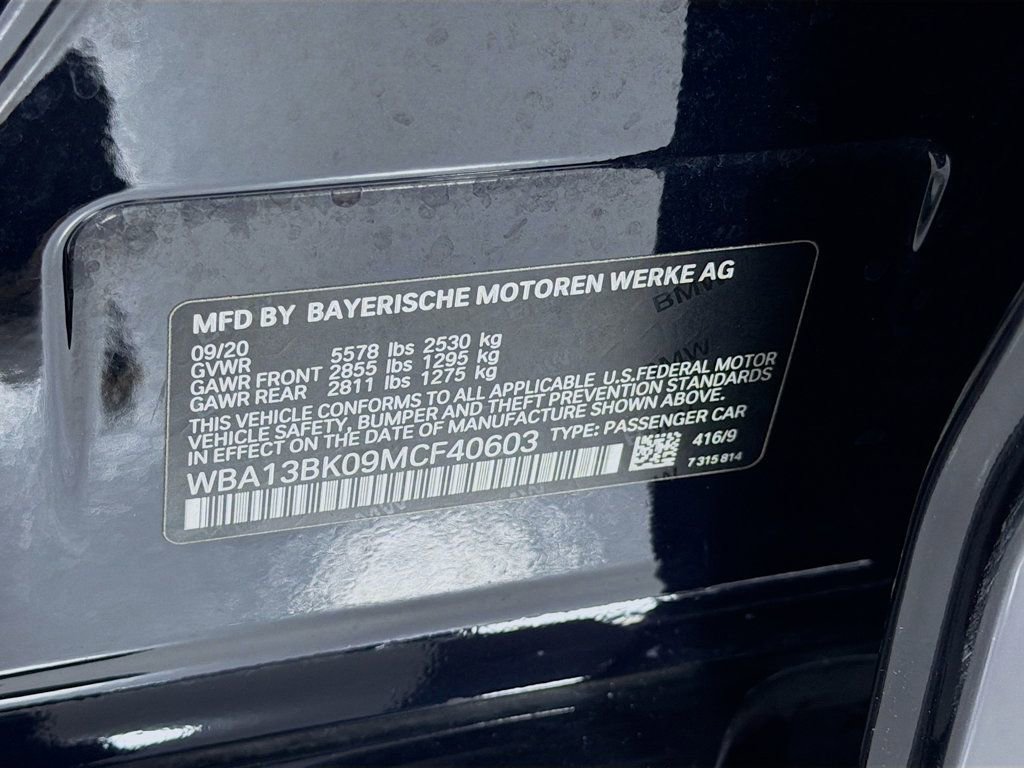 MFD BY BAYERISCHE MOTOREN WERKE AG
09/20
GVWR 5578 lbs 2530 kg
GAWR FRONT 2855 lbs 1295 kg
GAWR REAR 2811 lbs 1275 kg
THIS VEHICLE CONFORMS TO ALL APPLICABLE U.S.FEDERAL MOTOR
VEHICLE SAFETY, BUMPER AND THEFT PREVENTION STANDARDS
IN EFFECT ON THE DATE OF MANUFACTURE SHOWN ABOVE.
WBA13BK09MCF40603 TYPE: PASSENGER CAR
416/9
7 315 814
BMW
BMW
BMW